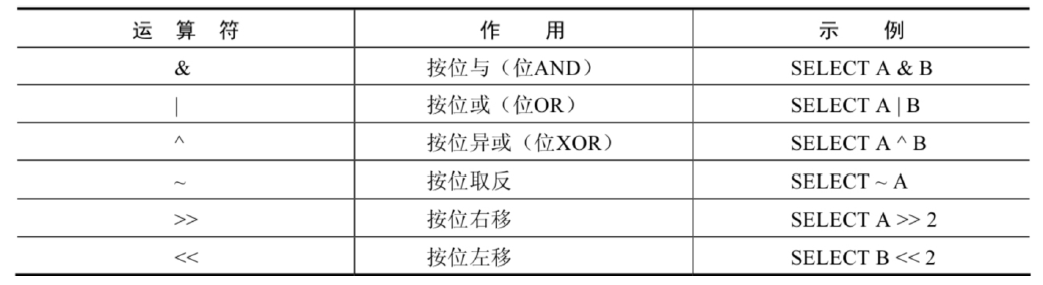 运 算 符 作 用 示 例
& 按位与（位AND） SELECT A & B
| 按位或（位OR） SELECT A | B
^ 按位异或（位XOR） SELECT A ^ B
~ 按位取反 SELECT ~ A
>> 按位右移 SELECT A >> 2
<< 按位左移 SELECT B << 2